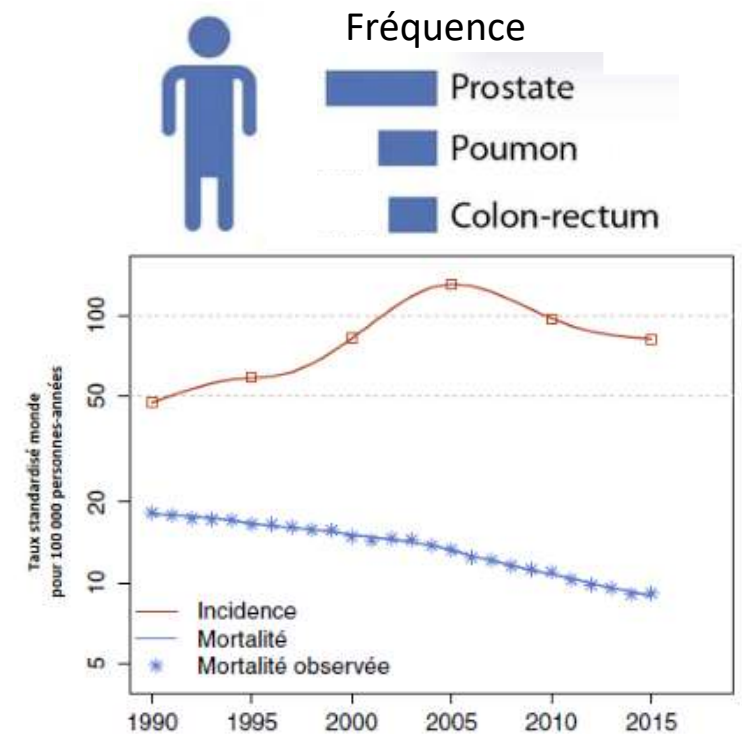 Fréquence
Prostate
Poumon
Colon-rectum
Taux standardisé monde
pour 100 000 personnes-années
100
50
20
10
5
Incidence
Mortalité
Mortalité observée
1990 1995 2000 2005 2010 2015